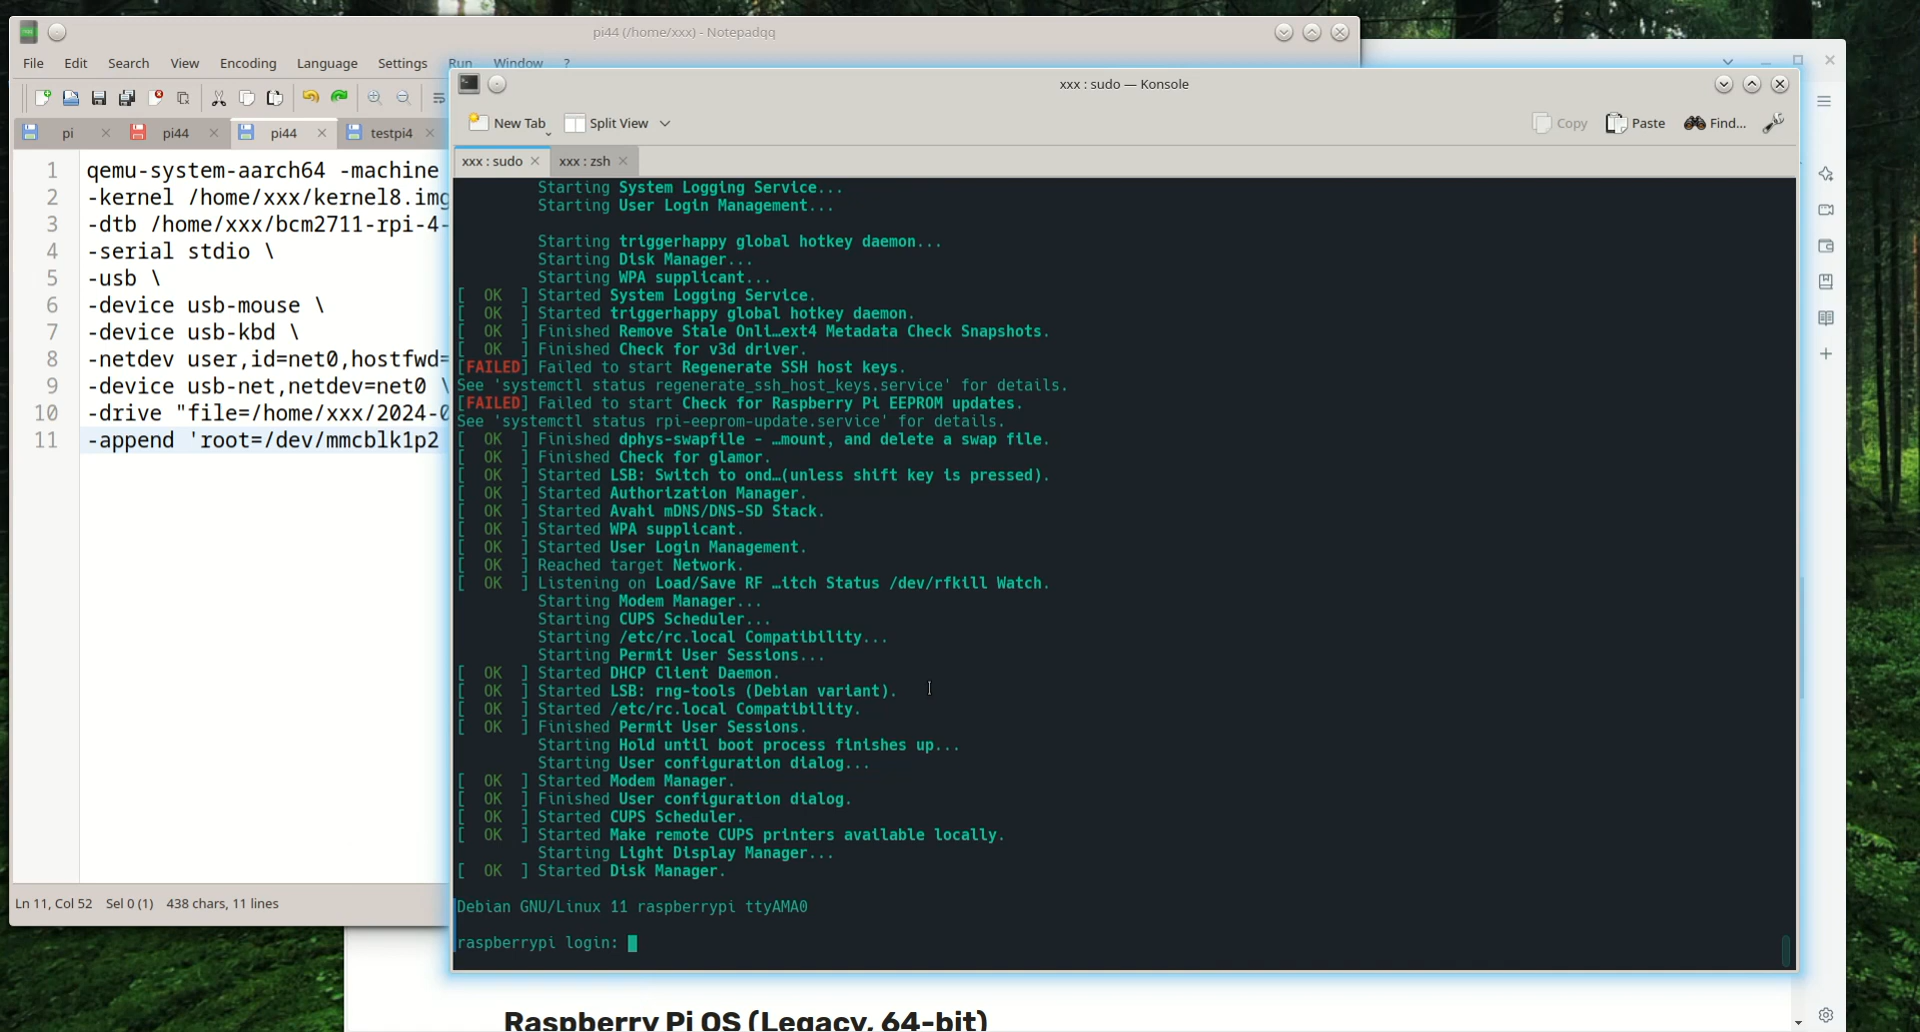 pi44 (/home/xxx) - Notepadqq
File Edit Search View Encoding Language Settings Run Window ?
pi pi44 pi44 testpi4
1 qemu-system-aarch64 -machine
2 -kernel /home/xxx/kernel8.img
3 -dtb /home/xxx/bcm2711-rpi-4-
4 -serial stdio \
5 -usb \
6 -device usb-mouse \
7 -device usb-kbd \
8 -netdev user,id=net0,hostfwd=
9 -device usb-net,netdev=net0 \
10 -drive "file=/home/xxx/2024-0
11 -append 'root=/dev/mmcblk1p2
Ln 11, Col 52 Sel 0 (1) 438 chars, 11 lines
xxx : sudo — Konsole
New Tab Split View Copy Paste Find...
xxx : sudo xxx : zsh
Starting System Logging Service...
Starting User Login Management...
Starting triggerhappy global hotkey daemon...
Starting Disk Manager...
Starting WPA supplicant...
[ OK ] Started System Logging Service.
[ OK ] Started triggerhappy global hotkey daemon.
[ OK ] Finished Remove Stale Onli…ext4 Metadata Check Snapshots.
[ OK ] Finished Check for v3d driver.
[FAILED] Failed to start Regenerate SSH host keys.
See 'systemctl status regenerate_ssh_host_keys.service' for details.
[FAILED] Failed to start Check for Raspberry Pi EEPROM updates.
See 'systemctl status rpi-eeprom-update.service' for details.
[ OK ] Finished dphys-swapfile - …mount, and delete a swap file.
[ OK ] Finished Check for glamor.
[ OK ] Started LSB: Switch to ond…(unless shift key is pressed).
[ OK ] Started Authorization Manager.
[ OK ] Started Avahi mDNS/DNS-SD Stack.
[ OK ] Started WPA supplicant.
[ OK ] Started User Login Management.
[ OK ] Reached target Network.
[ OK ] Listening on Load/Save RF …itch Status /dev/rfkill Watch.
Starting Modem Manager...
Starting CUPS Scheduler...
Starting /etc/rc.local Compatibility...
Starting Permit User Sessions...
[ OK ] Started DHCP Client Daemon.
[ OK ] Started LSB: rng-tools (Debian variant).
[ OK ] Started /etc/rc.local Compatibility.
[ OK ] Finished Permit User Sessions.
Starting Hold until boot process finishes up...
Starting User configuration dialog...
[ OK ] Started Modem Manager.
[ OK ] Finished User configuration dialog.
[ OK ] Started CUPS Scheduler.
[ OK ] Started Make remote CUPS printers available locally.
Starting Light Display Manager...
[ OK ] Started Disk Manager.
Debian GNU/Linux 11 raspberrypi ttyAMA0
raspberrypi login:
Raspberry Pi OS (Legacy, 64-bit)